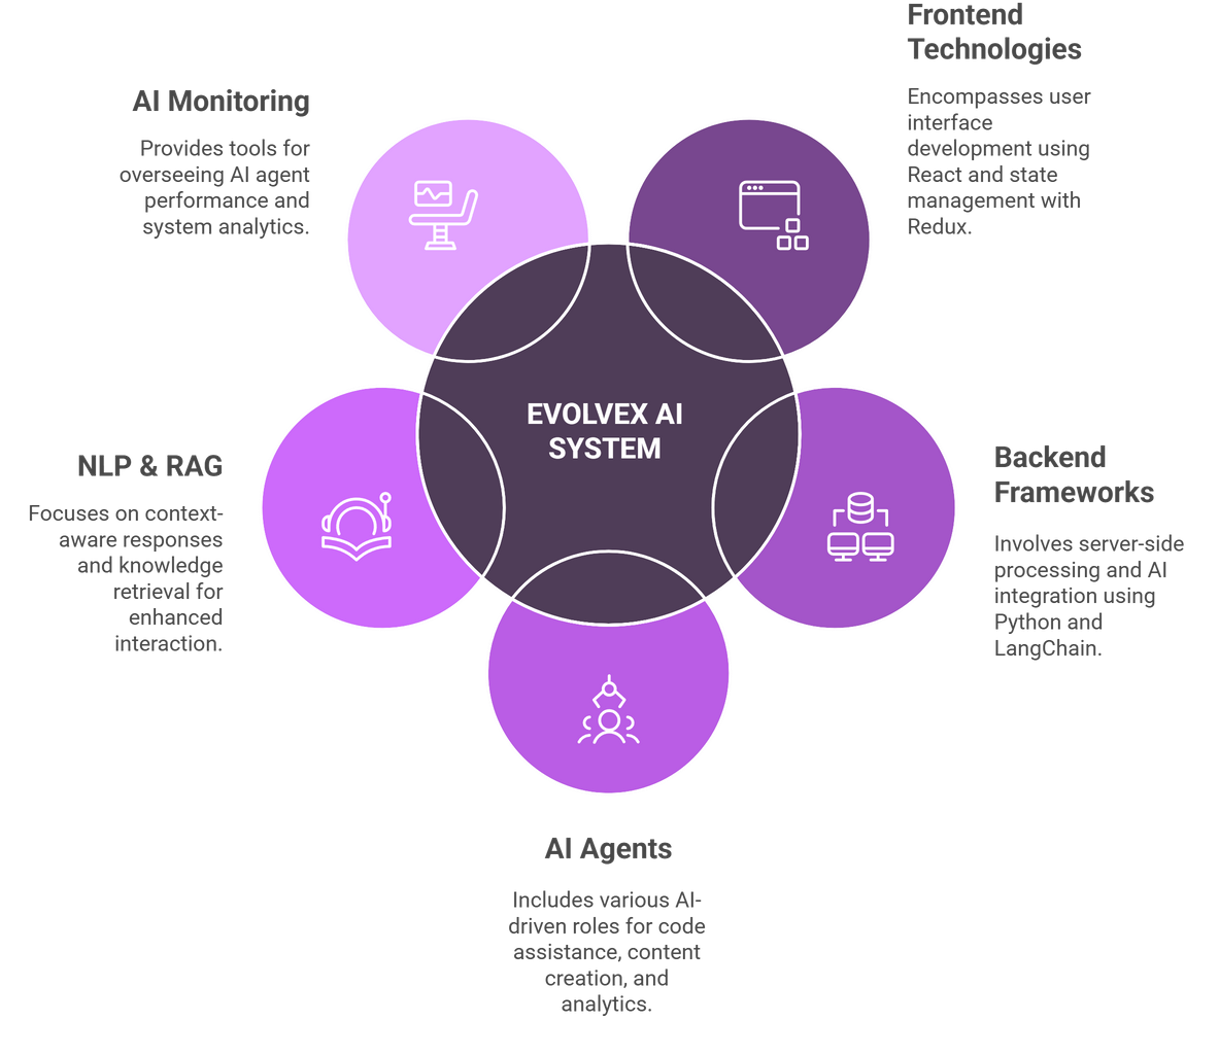 Frontend
Technologies
Encompasses user
interface
development using
React and state
management with
Redux.
AI Monitoring
Provides tools for
overseeing AI agent
performance and
system analytics.
EVOLVEX AI
SYSTEM
NLP & RAG
Focuses on context-
aware responses
and knowledge
retrieval for
enhanced
interaction.
Backend
Frameworks
Involves server-side
processing and AI
integration using
Python and
LangChain.
AI Agents
Includes various AI-
driven roles for code
assistance, content
creation, and
analytics.